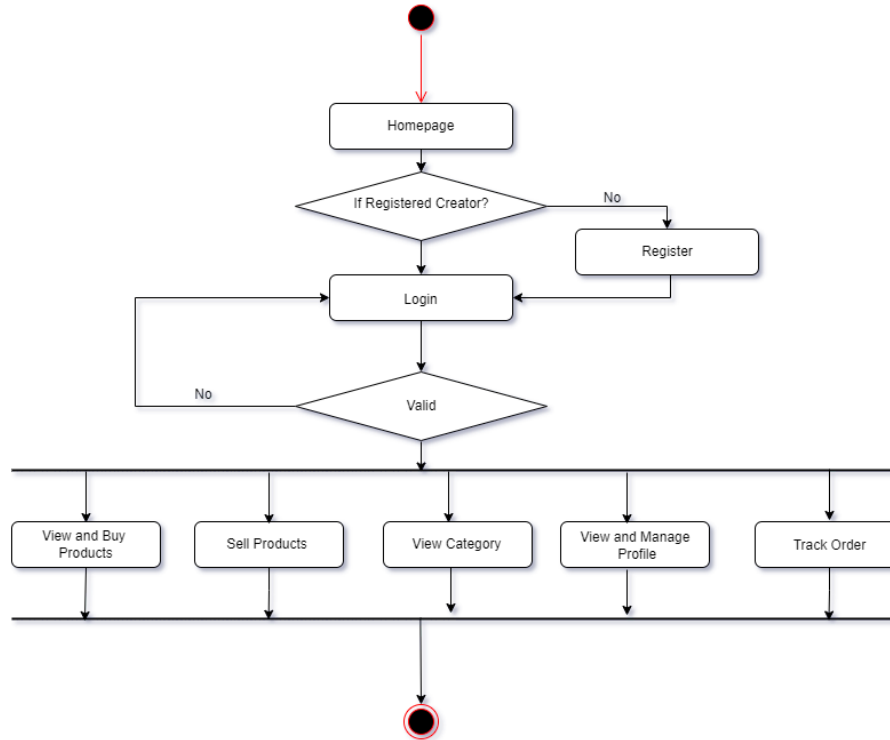 Homepage
If Registered Creator?
No
Register
Login
No
Valid
View and Buy
Products
Sell Products
View Category
View and Manage
Profile
Track Order